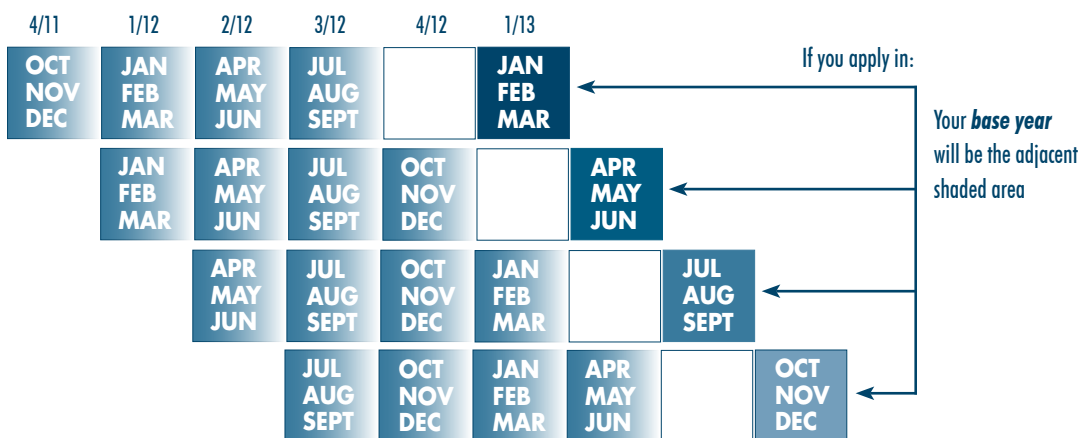 4/11 1/12 2/12 3/12 4/12 1/13
If you apply in:
OCT JAN APR JUL JAN
NOV FEB MAY AUG FEB
DEC MAR JUN SEPT MAR
Your base year
will be the adjacent
shaded area
JAN APR JUL OCT APR
FEB MAY AUG NOV MAY
MAR JUN SEPT DEC JUN
APR JUL OCT JAN JUL
MAY AUG NOV FEB AUG
JUN SEPT DEC MAR SEPT
JUL OCT JAN APR OCT
AUG NOV FEB MAY NOV
SEPT DEC MAR JUN DEC